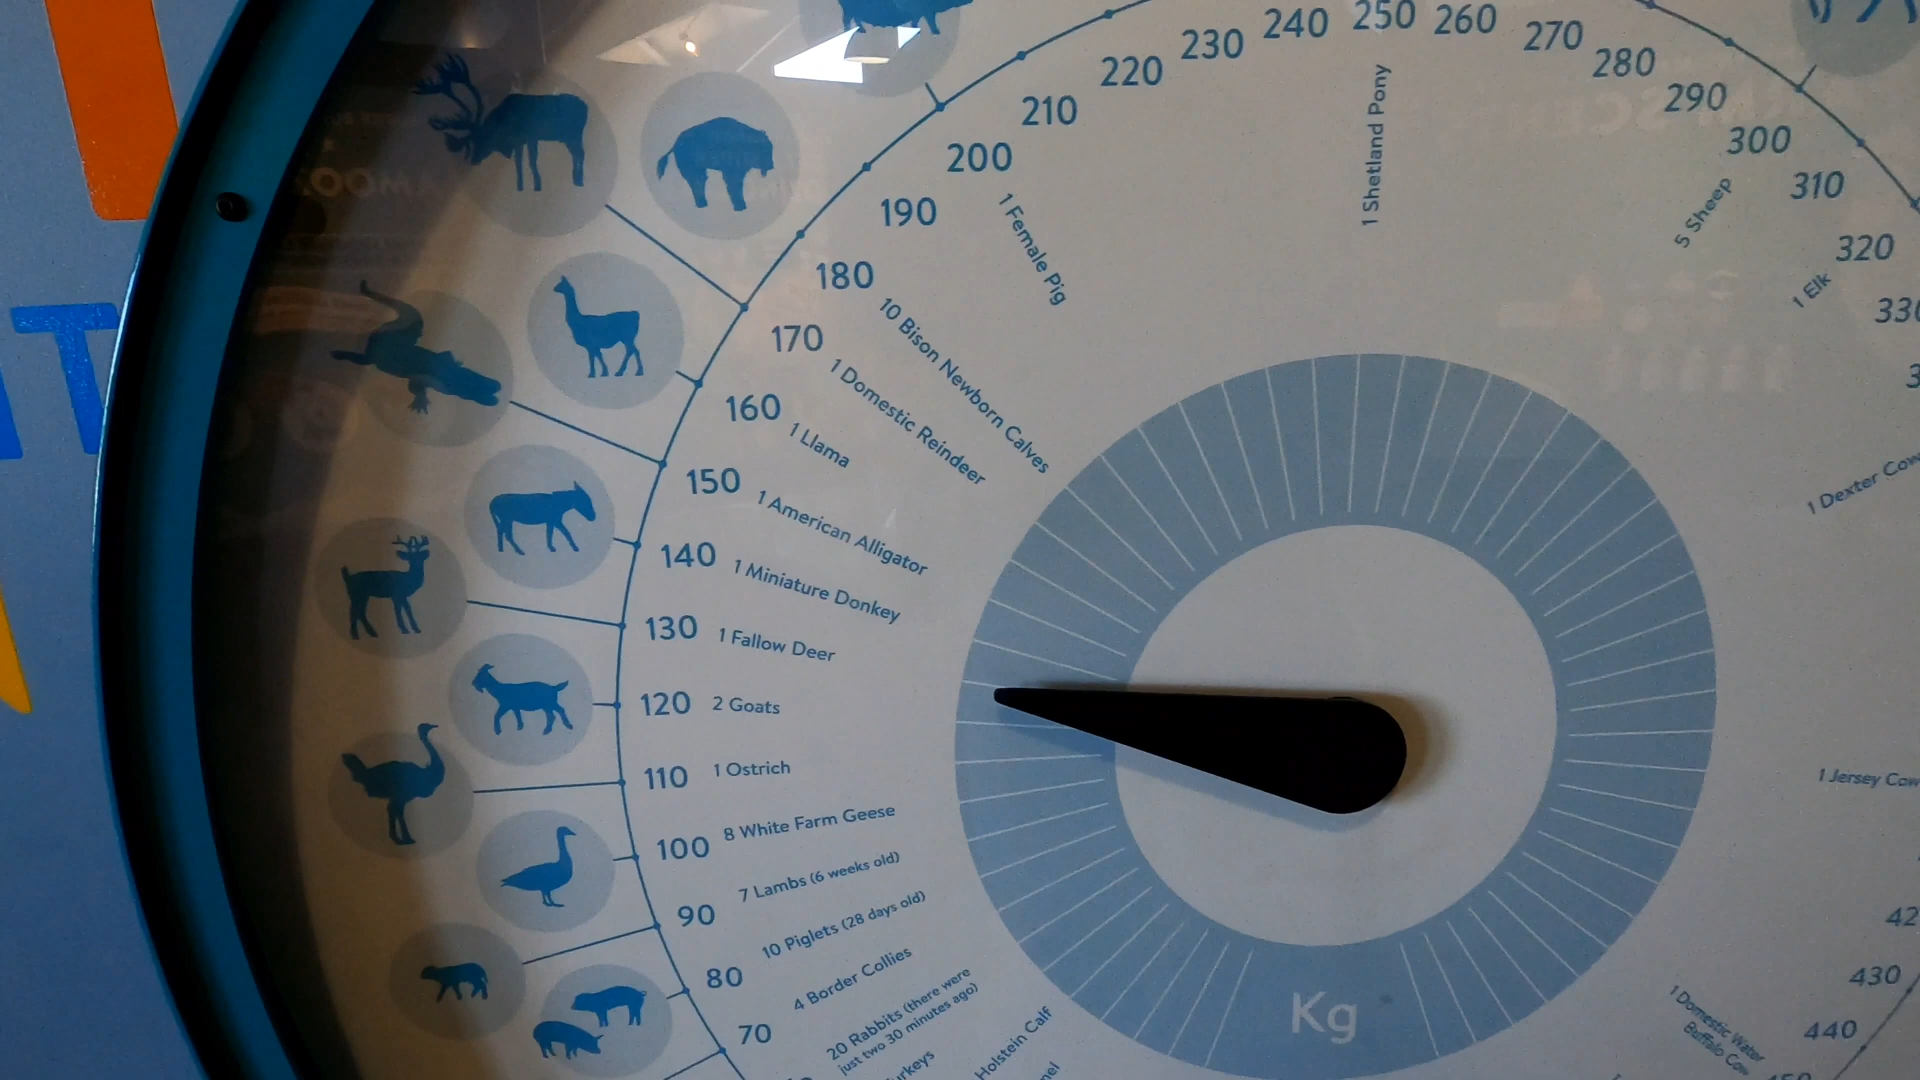 240 250 260
230 270
220 280
210 290
200 300
190 310
180 320
170
160
150
140
130
120
110
100
90
80
70
430
440
1 Shetland Pony
5 Sheep
1 Elk
1 Female Pig
10 Bison Newborn Calves
1 Domestic Reindeer
1 Llama
1 American Alligator
1 Miniature Donkey
1 Fallow Deer
2 Goats
1 Ostrich
8 White Farm Geese
7 Lambs (6 weeks old)
10 Piglets (28 days old)
4 Border Collies
20 Rabbits (there were
just two 30 minutes ago)
Holstein Calf
1 Dexter Cow
1 Jersey Cow
1 Domestic Water
Buffalo Cow
Kg